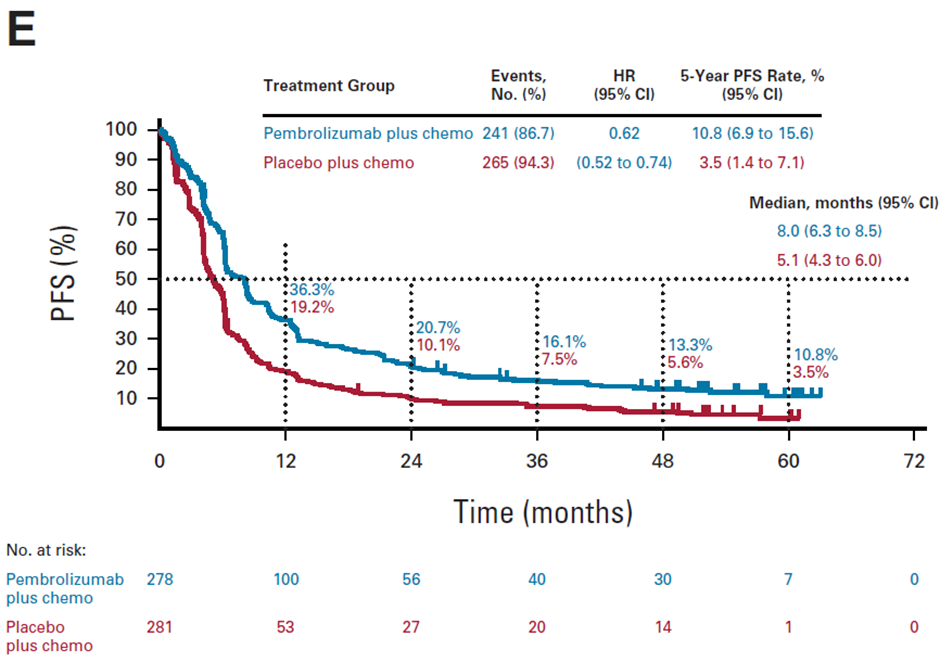 E
Treatment Group Events, No. (%) HR (95% CI) 5-Year PFS Rate, % (95% CI)
Pembrolizumab plus chemo 241 (86.7) 0.62 10.8 (6.9 to 15.6)
Placebo plus chemo 265 (94.3) (0.52 to 0.74) 3.5 (1.4 to 7.1)
Median, months (95% CI)
8.0 (6.3 to 8.5)
5.1 (4.3 to 6.0)
PFS (%)
100
90
80
70
60
50
40
30
20
10
36.3%
19.2%
20.7%
10.1%
16.1%
7.5%
13.3%
5.6%
10.8%
3.5%
0 12 24 36 48 60 72
Time (months)
No. at risk:
Pembrolizumab plus chemo 278 100 56 40 30 7 0
Placebo plus chemo 281 53 27 20 14 1 0